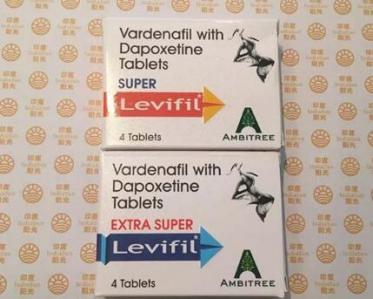 Vardenafil with
Dapoxetine
Tablets
SUPER
Levifil®
4 Tablets
AMBITREE
Vardenafil with
Dapoxetine
Tablets
EXTRA SUPER
Levifil®
4 Tablets
AMBITREE